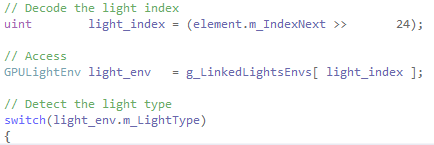 // Decode the light index
uint light_index = (element.m_IndexNext >> 24);
// Access
GPULightEnv light_env = g_LinkedLightsEnvs[ light_index ];
// Detect the light type
switch(light_env.m_LightType)
{